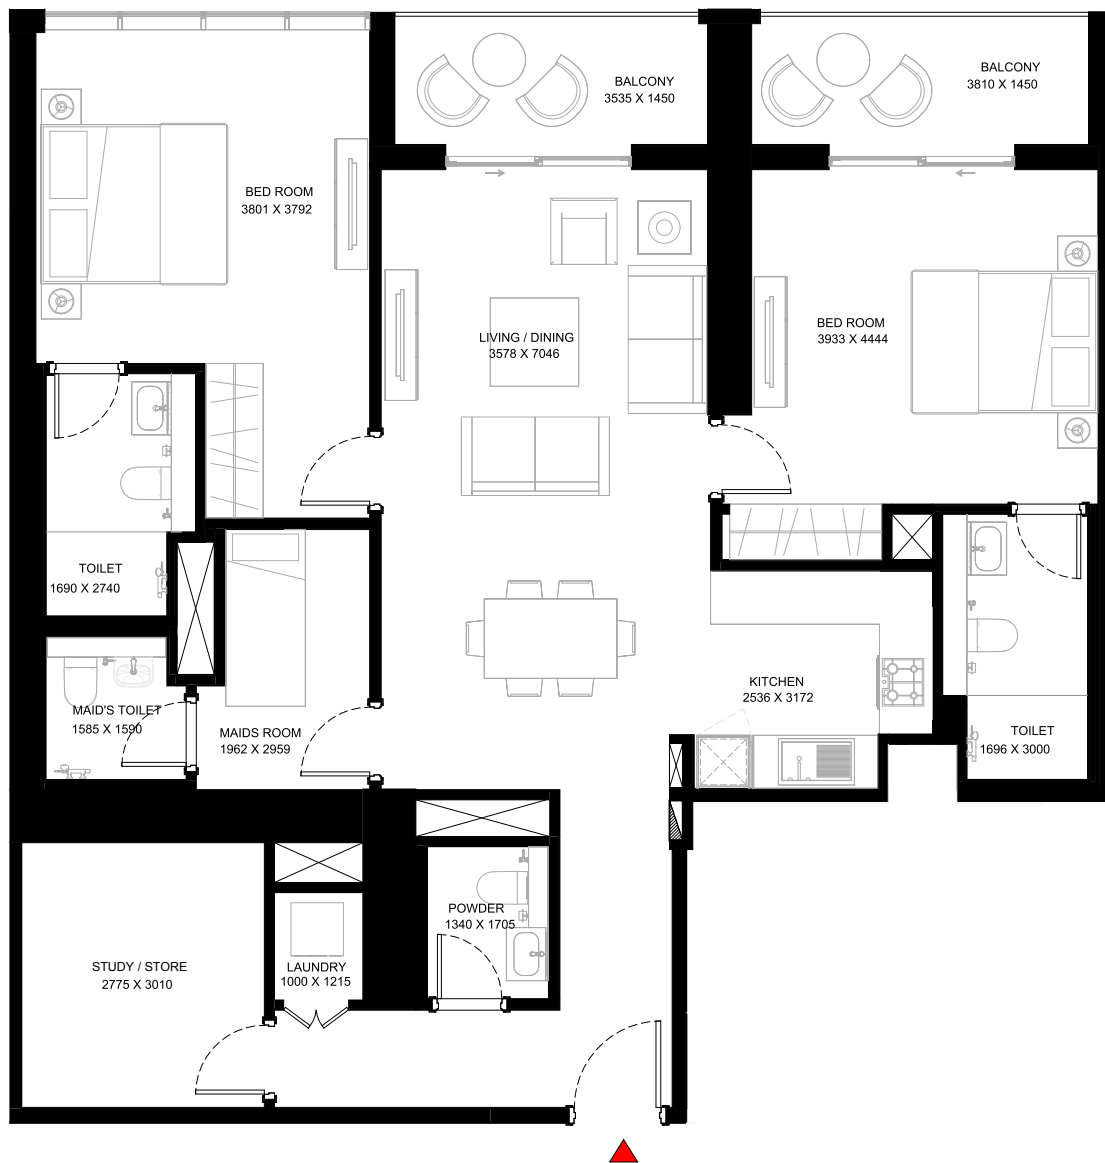 BALCONY
3535 X 1450
BALCONY
3810 X 1450
BED ROOM
3801 X 3792
LIVING / DINING
3578 X 7046
BED ROOM
3933 X 4444
TOILET
1690 X 2740
MAID'S TOILET
1585 X 1590
MAIDS ROOM
1962 X 2959
KITCHEN
2536 X 3172
TOILET
1696 X 3000
POWDER
1340 X 1705
STUDY / STORE
2775 X 3010
LAUNDRY
1000 X 1215